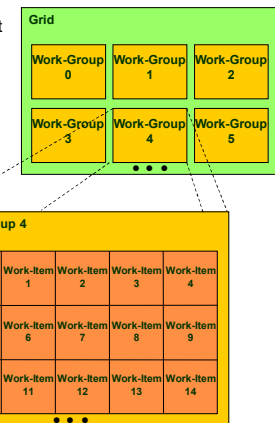 t
Grid
Work-Group Work-Group Work-Group
0 1 2
Work-Group Work-Group Work-Group
3 4 5
• • •
up 4
Work-Item Work-Item Work-Item Work-Item
1 2 3 4
Work-Item Work-Item Work-Item Work-Item
6 7 8 9
Work-Item Work-Item Work-Item Work-Item
11 12 13 14
• • •